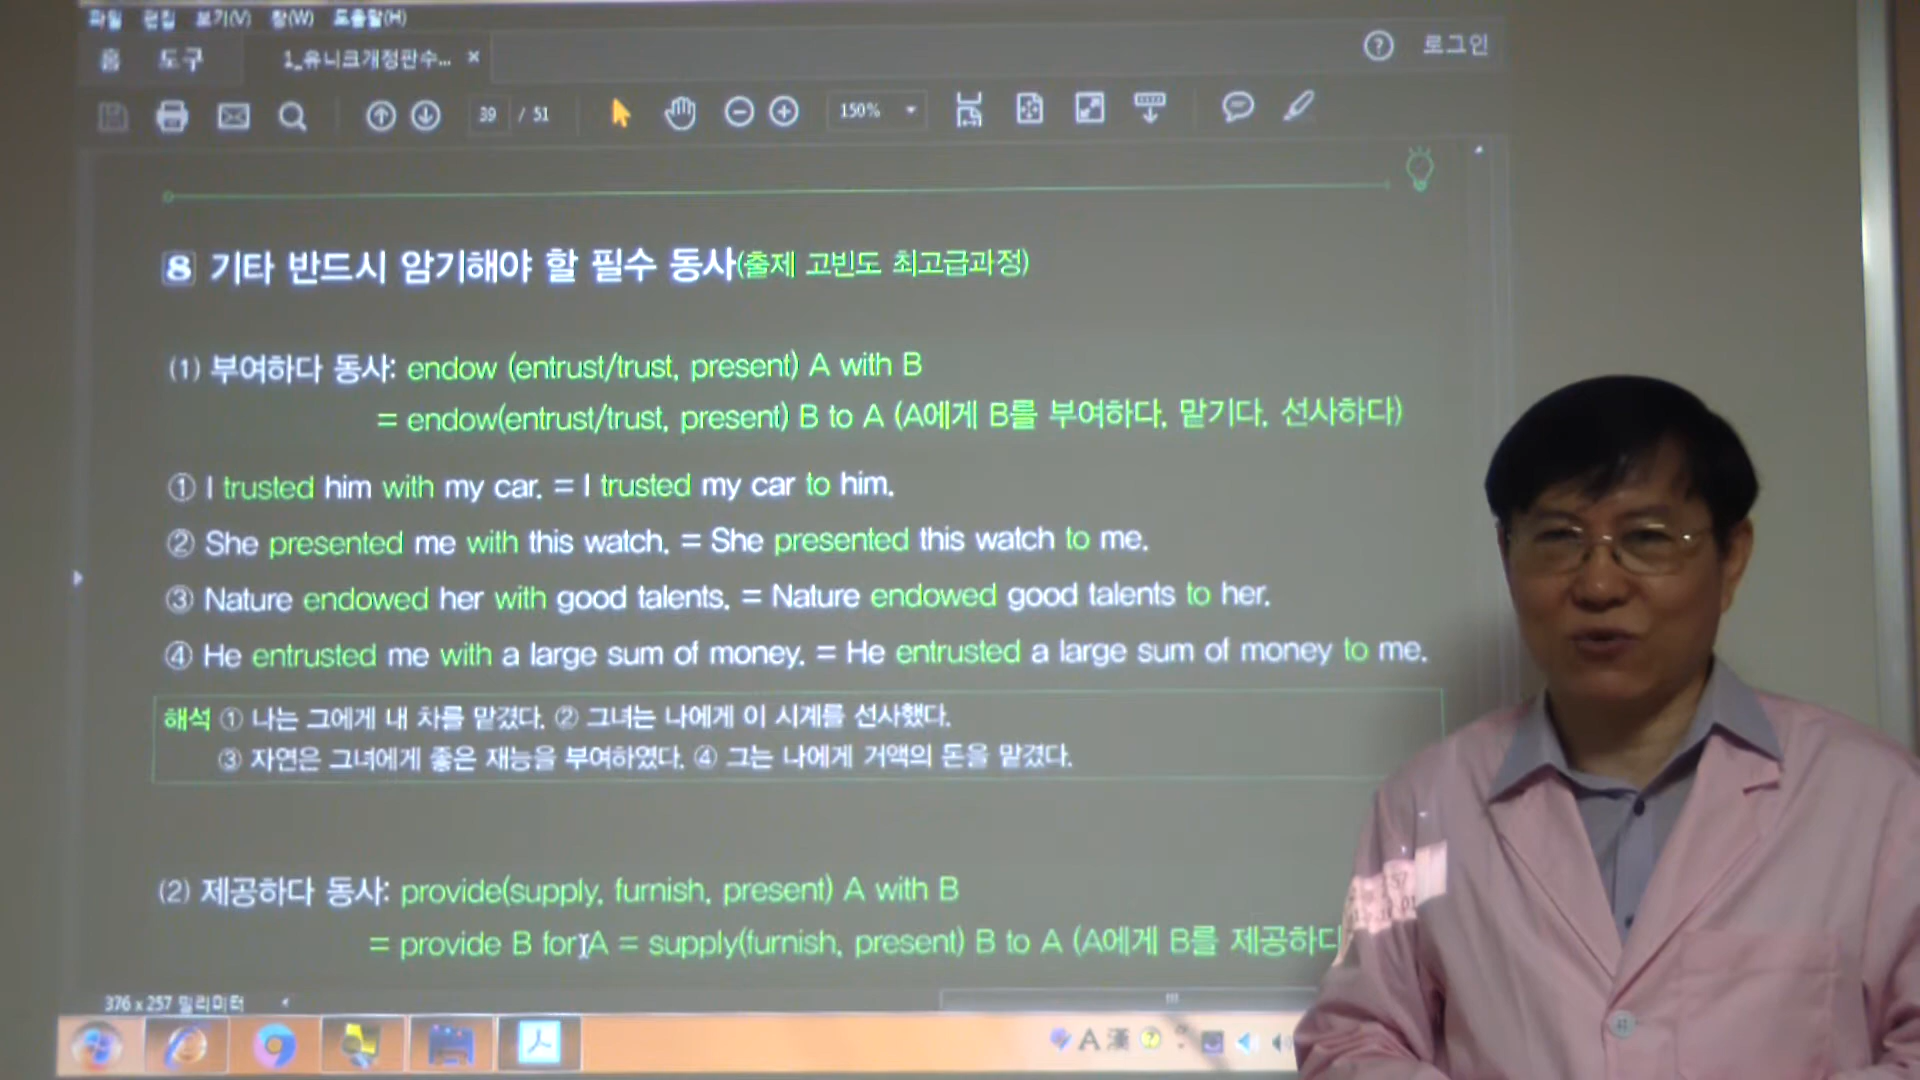 파일 편집 보기(V) 창(W) 도움말(H)
홈 도구 1_유니크개정판수... × ? 로그인
39 / 51 150%
8 기타 반드시 암기해야 할 필수 동사(출제 고빈도 최고급과정)
(1) 부여하다 동사: endow (entrust/trust, present) A with B
= endow(entrust/trust, present) B to A (A에게 B를 부여하다, 맡기다, 선사하다)
① I trusted him with my car. = I trusted my car to him.
② She presented me with this watch. = She presented this watch to me.
③ Nature endowed her with good talents. = Nature endowed good talents to her.
④ He entrusted me with a large sum of money. = He entrusted a large sum of money to me.
해석 ① 나는 그에게 내 차를 맡겼다. ② 그녀는 나에게 이 시계를 선사했다.
③ 자연은 그녀에게 좋은 재능을 부여하였다. ④ 그는 나에게 거액의 돈을 맡겼다.
(2) 제공하다 동사: provide(supply, furnish, present) A with B
= provide B for A = supply(furnish, present) B to A (A에게 B를 제공하다
376 x 257 밀리미터
A 漢 ?